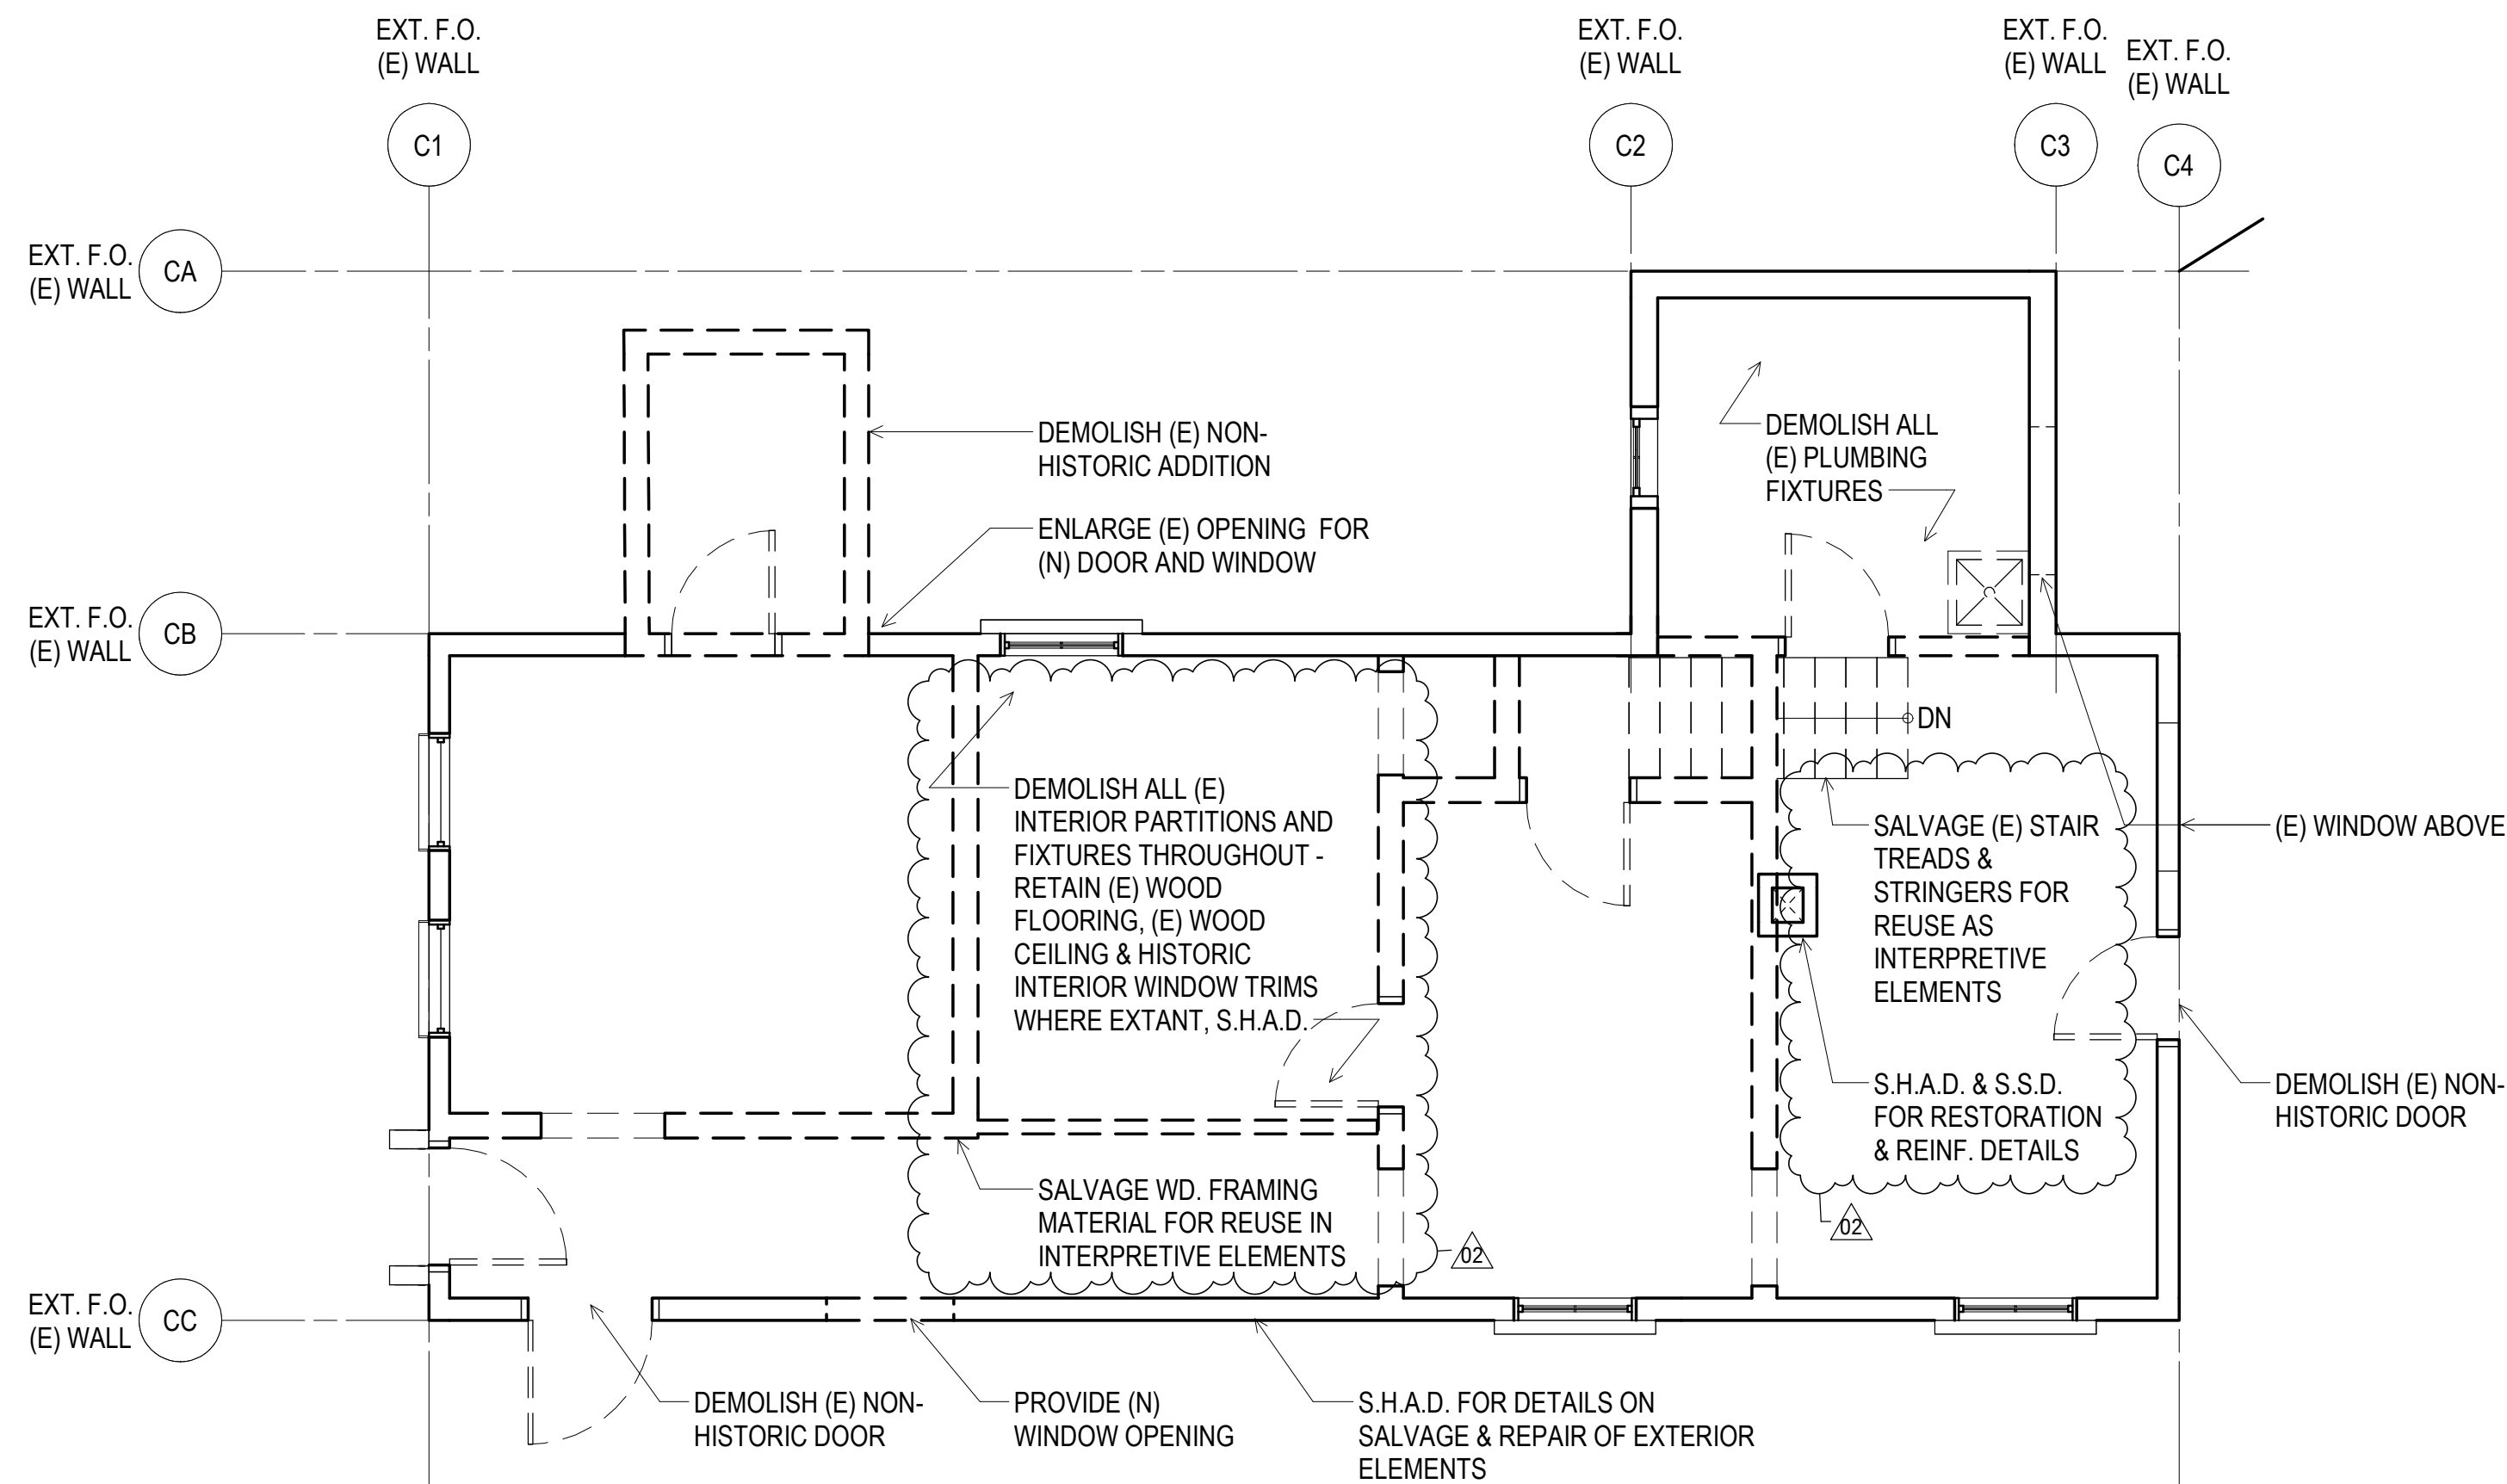 EXT. F.O.
(E) WALL
EXT. F.O.
(E) WALL
EXT. F.O.
(E) WALL
EXT. F.O.
(E) WALL
C1
C2
C3
C4
EXT. F.O.
(E) WALL
CA
DEMOLISH (E) NON-
HISTORIC ADDITION
DEMOLISH ALL
(E) PLUMBING
FIXTURES
ENLARGE (E) OPENING FOR
(N) DOOR AND WINDOW
EXT. F.O.
(E) WALL
CB
DN
DEMOLISH ALL (E)
INTERIOR PARTITIONS AND
FIXTURES THROUGHOUT -
RETAIN (E) WOOD
FLOORING, (E) WOOD
CEILING & HISTORIC
INTERIOR WINDOW TRIMS
WHERE EXTANT, S.H.A.D.
SALVAGE (E) STAIR
TREADS &
STRINGERS FOR
REUSE AS
INTERPRETIVE
ELEMENTS
(E) WINDOW ABOVE
S.H.A.D. & S.S.D.
FOR RESTORATION
& REINF. DETAILS
DEMOLISH (E) NON-
HISTORIC DOOR
SALVAGE WD. FRAMING
MATERIAL FOR REUSE IN
INTERPRETIVE ELEMENTS
02
02
EXT. F.O.
(E) WALL
CC
DEMOLISH (E) NON-
HISTORIC DOOR
PROVIDE (N)
WINDOW OPENING
S.H.A.D. FOR DETAILS ON
SALVAGE & REPAIR OF EXTERIOR
ELEMENTS